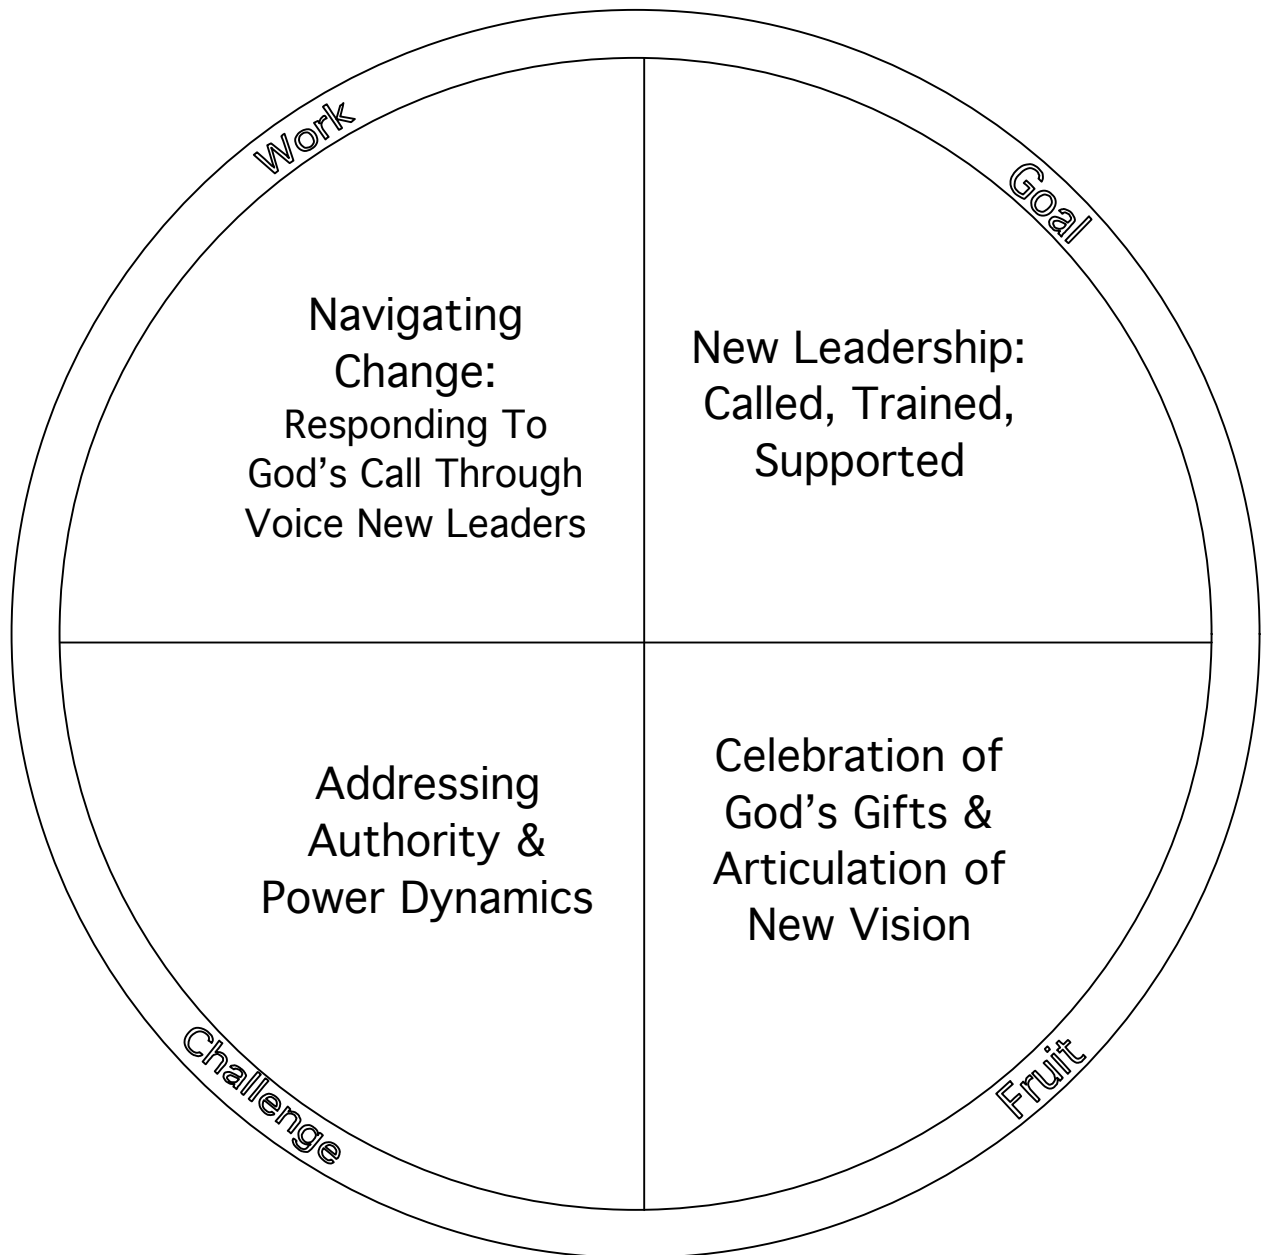 Work
Goal
Navigating
Change:
Responding To
God's Call Through
Voice New Leaders
New Leadership:
Called, Trained,
Supported
Addressing
Authority &
Power Dynamics
Celebration of
God's Gifts &
Articulation of
New Vision
Challenge
Fruit